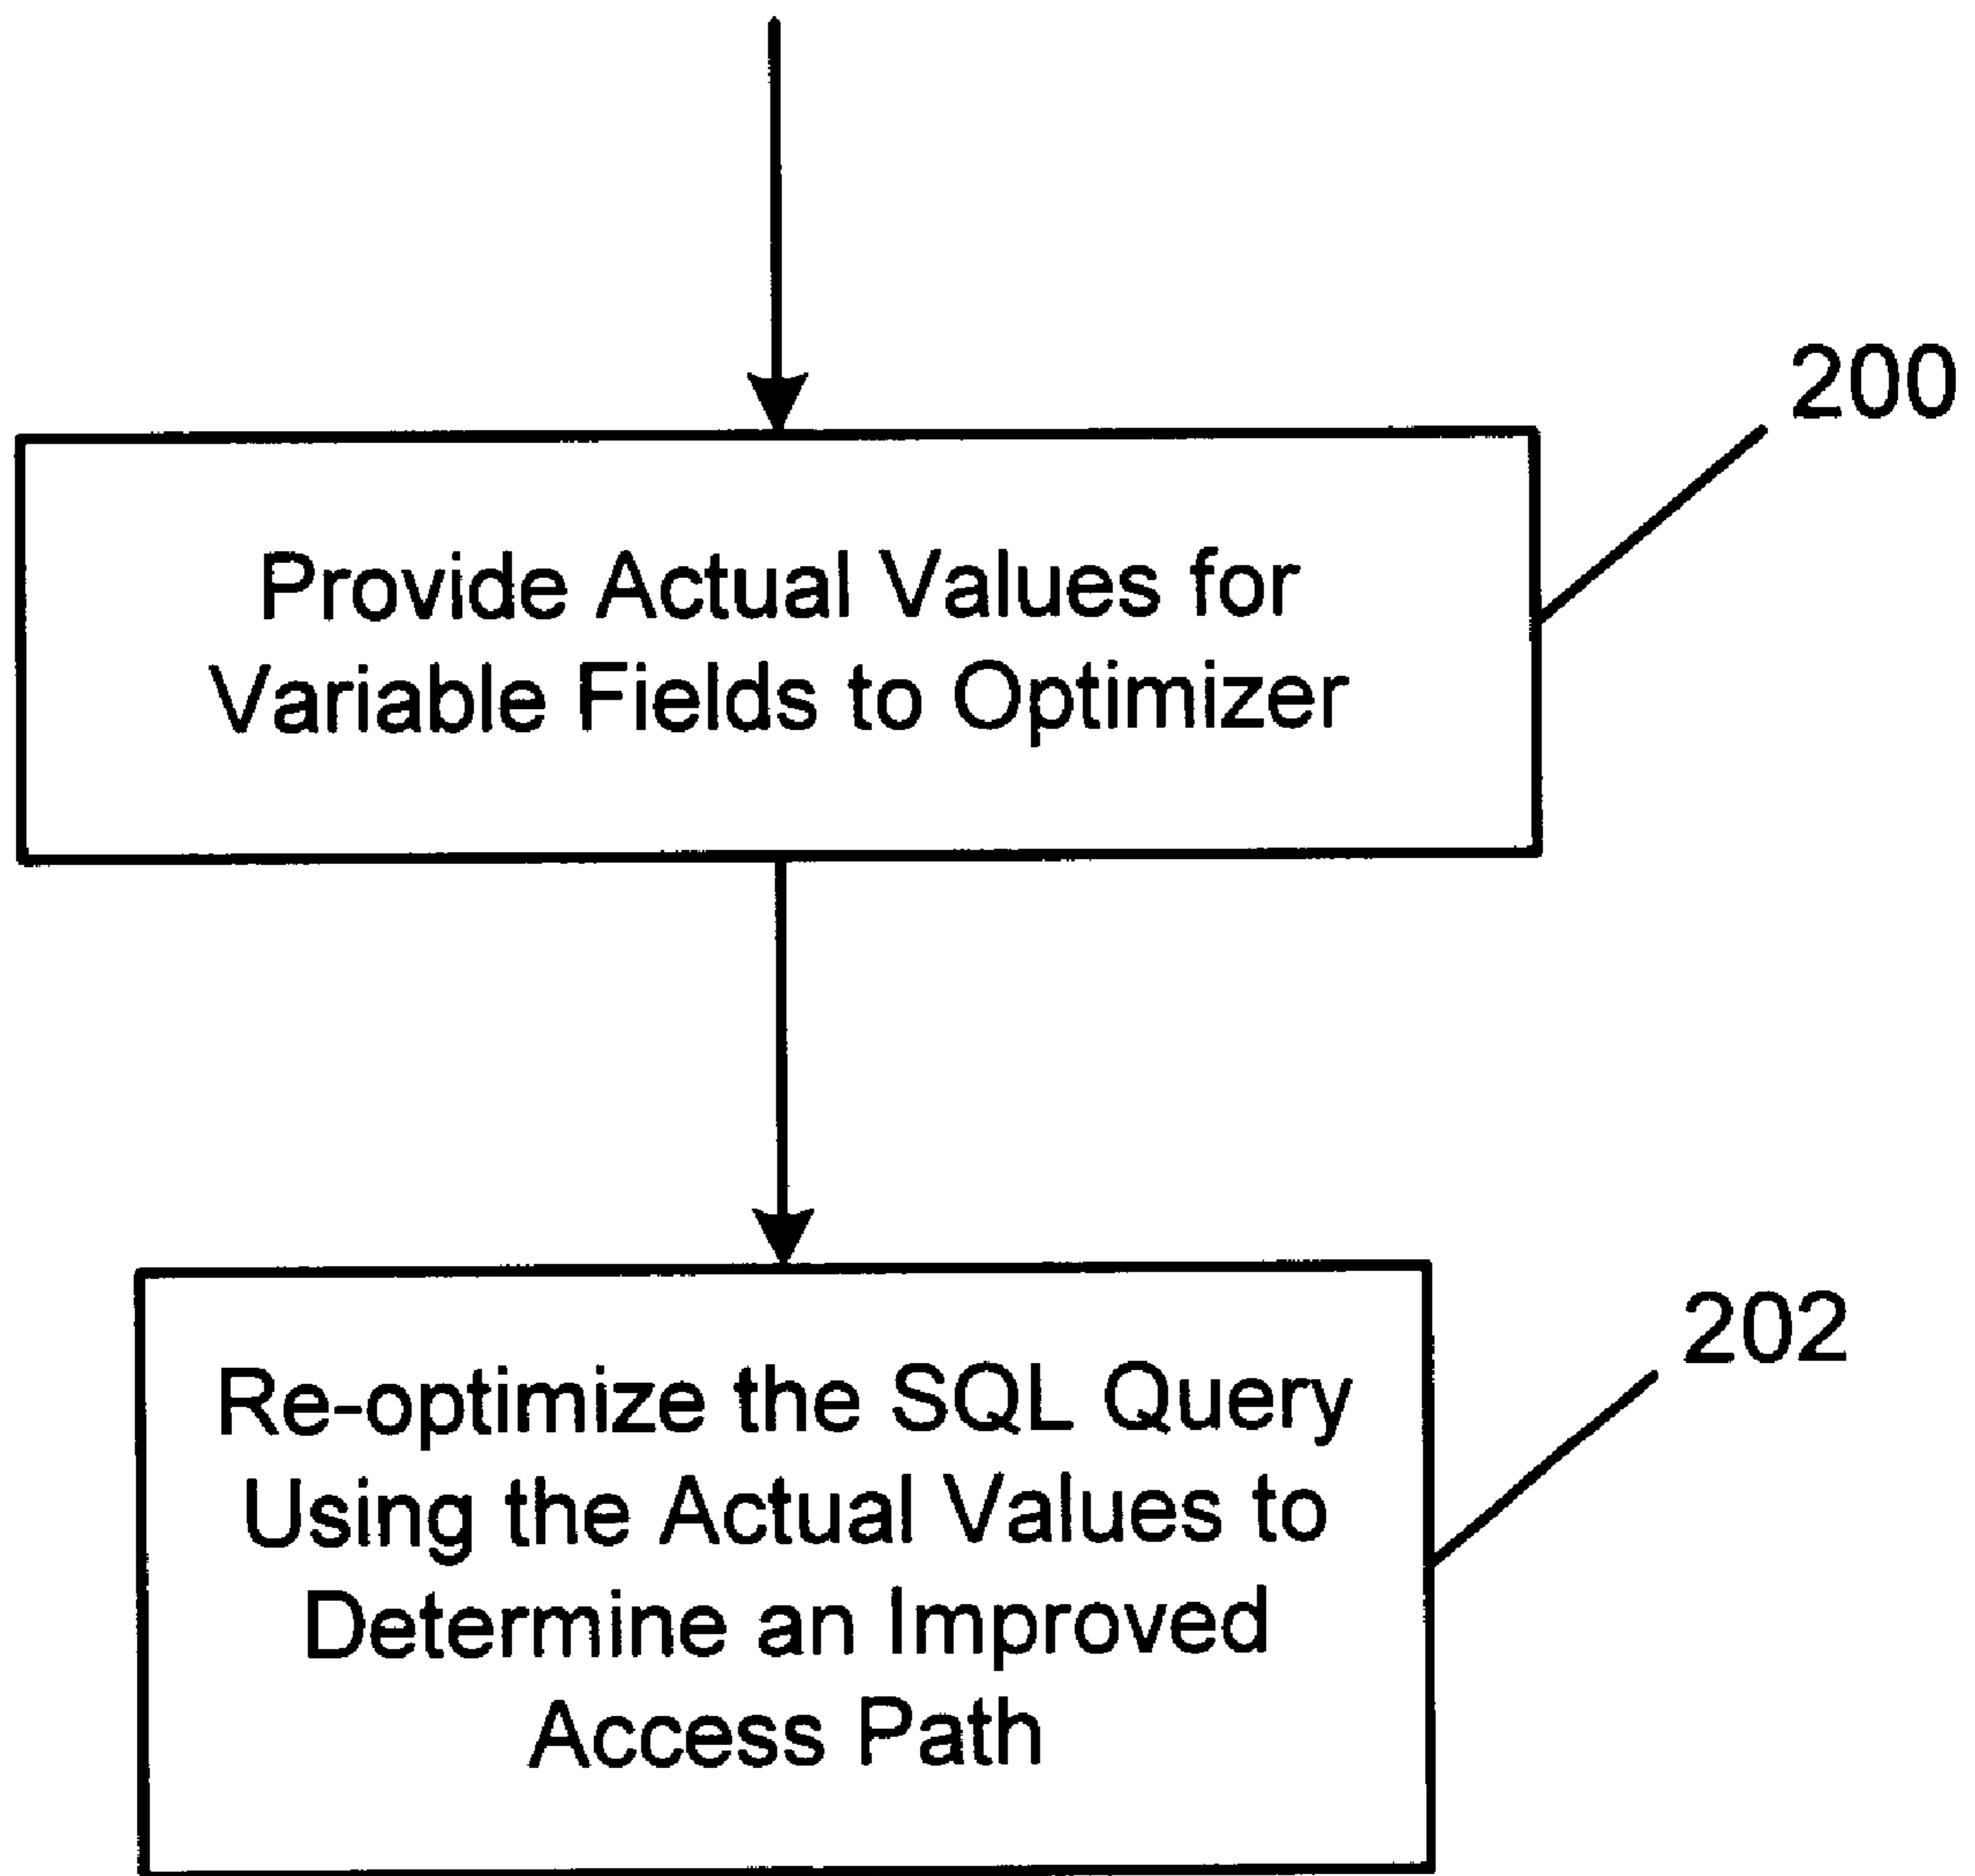 200
Provide Actual Values for
Variable Fields to Optimizer
202
Re-optimize the SQL Query
Using the Actual Values to
Determine an Improved
Access Path